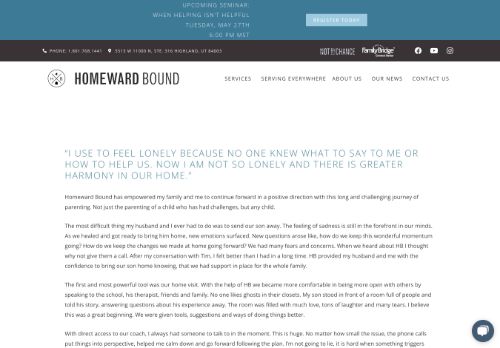 UPCOMING SEMINAR:
WHEN HELPING ISN'T HELPFUL
TUESDAY, MAY 27TH
6:00 PM MST
REGISTER TODAY
PHONE: 1.801.768.1441
5513 W 11000 N, STE. 316 HIGHLAND, UT 84003
NOT BY CHANCE
FamilyBridge
HOMEWARD BOUND
SERVICES
SERVING EVERYWHERE
ABOUT US
OUR NEWS
CONTACT US
"I USE TO FEEL LONELY BECAUSE NO ONE KNEW WHAT TO SAY TO ME OR
HOW TO HELP US. NOW I AM NOT SO LONELY AND THERE IS GREATER
HARMONY IN OUR HOME."
Homeward Bound has empowered my family and me to continue forward in a positive direction with this long and challenging journey of
parenting. Not just the parenting of a child who has had challenges, but any child.
The most difficult thing my husband and I ever had to do was to send our son away. The feeling of sadness is still in the forefront in our minds.
As we healed and got ready to bring him home, new emotions surfaced. New questions arose like, how do we keep this wonderful momentum
going? How do we keep the changes we made at home going forward? We had many fears and concerns. When we heard about HB I thought
why not give them a call. After my conversation with Tim, I felt better than I had in a long time. HB provided my husband and me with the
confidence to bring our son home knowing, that we had support in place for the whole family.
The first and most powerful tool was our home visit. With the help of HB we became more comfortable in being more open with others by
speaking to the school, his therapist, friends and family. No one likes ghosts in their closets. My son stood in front of a room full of people and
told his story, answering questions about his experience away. The room was filled with much love, tons of laughter and many tears. I believe
this was a great beginning. We were given tools, suggestions and ways of doing things better.
With direct access to our coach, I always had someone to talk to in the moment. This is huge. No matter how small the issue, the phone calls
put things into perspective, helped me calm down and go forward following the plan. I'm not going to lie, it is hard when something triggers